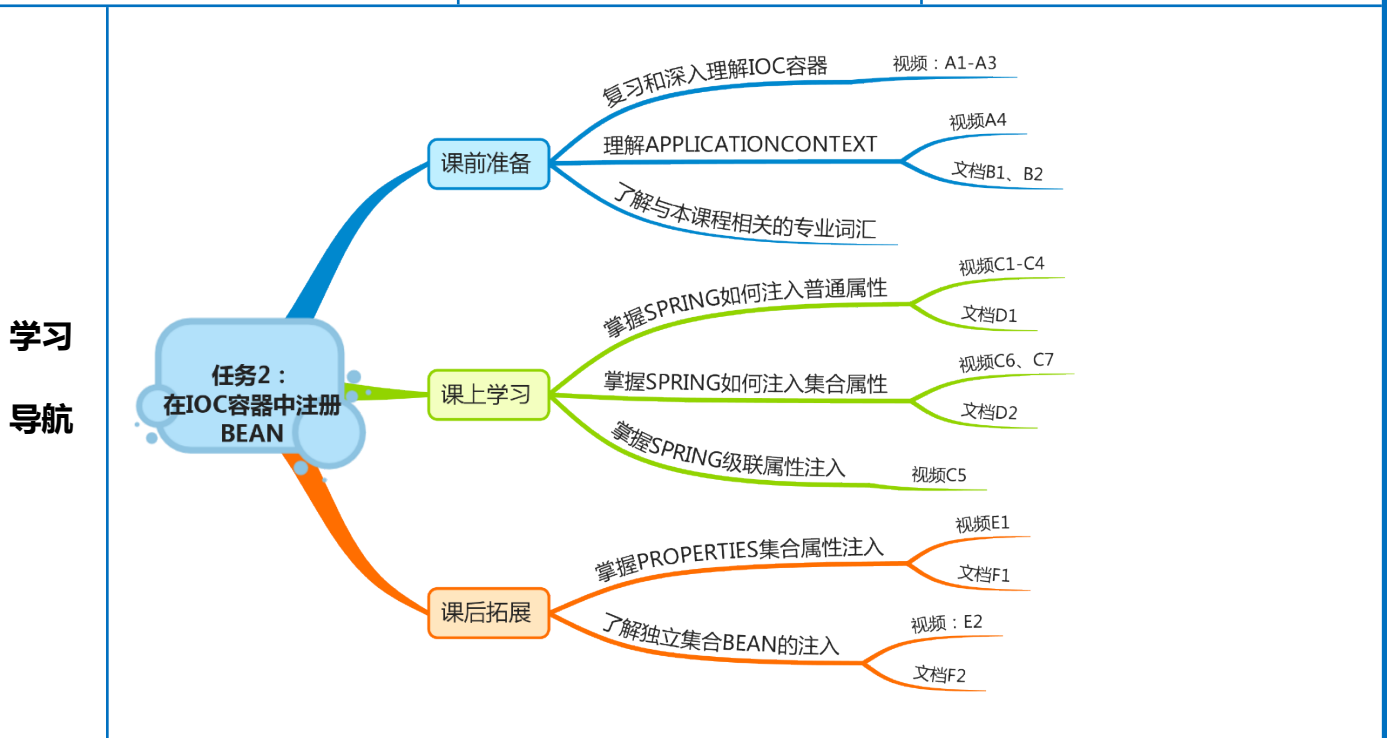 学习
导航
任务2：
在IOC容器中注册
BEAN
课前准备
复习和深入理解IOC容器
视频：A1-A3
理解APPLICATIONCONTEXT
视频A4
文档B1、B2
了解与本课程相关的专业词汇
课上学习
掌握SPRING如何注入普通属性
视频C1-C4
文档D1
掌握SPRING如何注入集合属性
视频C6、C7
文档D2
掌握SPRING级联属性注入
视频C5
课后拓展
掌握PROPERTIES集合属性注入
视频E1
文档F1
了解独立集合BEAN的注入
视频：E2
文档F2